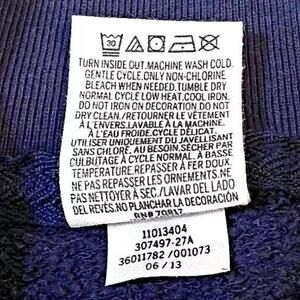 30
TURN INSIDE OUT.MACHINE WASH COLD.
GENTLE CYCLE.ONLY NON-CHLORINE
BLEACH WHEN NEEDED.TUMBLE DRY
NORMAL CYCLE LOW HEAT.COOL IRON.
DO NOT IRON ON DECORATION.DO NOT
DRY CLEAN./RETOURNER LE VÊTEMENT
À L'ENVERS.LAVABLE À LA MACHINE
À L'EAU FROIDE.CYCLE DÉLICAT.
UTILISER UNIQUEMENT DU JAVELLISANT
SANS CHLORE, AU BESOIN.SÉCHER PAR
CULBUTAGE À CYCLE NORMAL À BASSE
TEMPÉRATURE.REPASSER À FER DOUX.
NE PAS REPASSER LES ORNEMENTS.NE
PAS NETTOYER À SEC./LAVAR DEL LADO
DEL REVÉS.NO PLANCHAR LA DECORACIÓN
RN# 70817
11013404
307497-27A
36011782 /001073
06 / 13